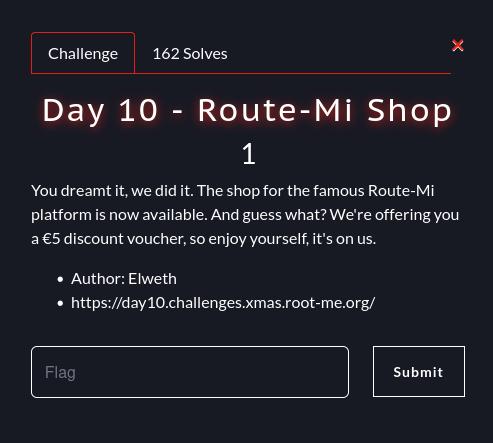 Challenge
162 Solves
×
Day 10 - Route-Mi Shop
1
You dreamt it, we did it. The shop for the famous Route-Mi
platform is now available. And guess what? We're offering you
a €5 discount voucher, so enjoy yourself, it's on us.
• Author: Elweth
• https://day10.challenges.xmas.root-me.org/
Flag
Submit